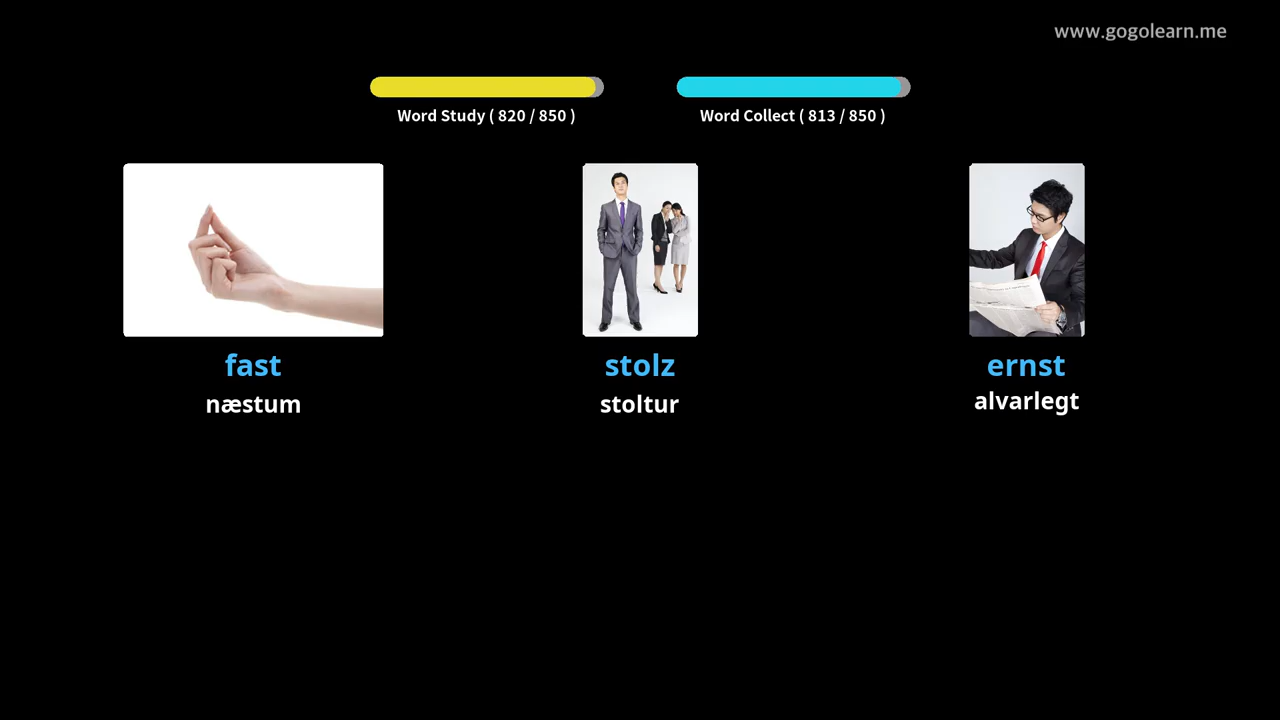 www.gogolearn.me
Word Study ( 820 / 850 )
Word Collect ( 813 / 850 )
fast
næstum
stolz
stoltur
ernst
alvarlegt